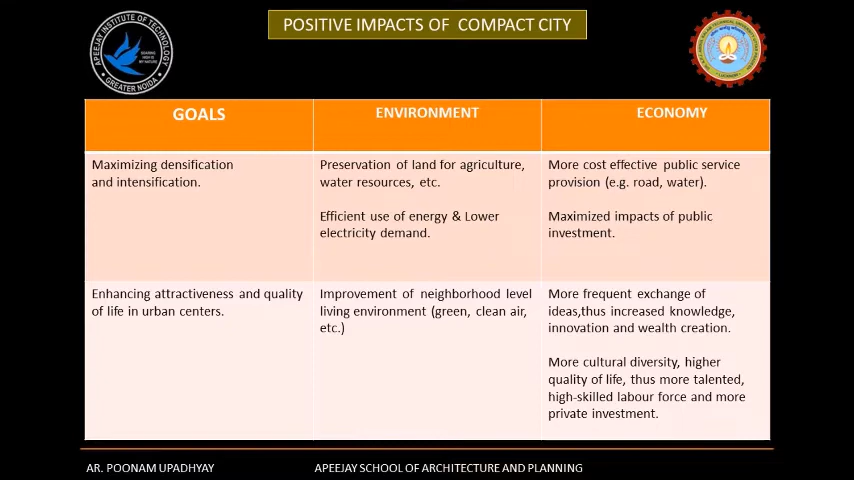 POSITIVE IMPACTS OF COMPACT CITY
APEEJAY INSTITUTE OF TECHNOLOGY
SOARING
HIGH IS
MY NATURE
GREATER NOIDA
GOALS
ENVIRONMENT
ECONOMY
Maximizing densification
and intensification.
Preservation of land for agriculture,
water resources, etc.
Efficient use of energy & Lower
electricity demand.
More cost effective public service
provision (e.g. road, water).
Maximized impacts of public
investment.
Enhancing attractiveness and quality
of life in urban centers.
Improvement of neighborhood level
living environment (green, clean air,
etc.)
More frequent exchange of
ideas,thus increased knowledge,
innovation and wealth creation.
More cultural diversity, higher
quality of life, thus more talented,
high-skilled labour force and more
private investment.
AR. POONAM UPADHYAY
APEEJAY SCHOOL OF ARCHITECTURE AND PLANNING